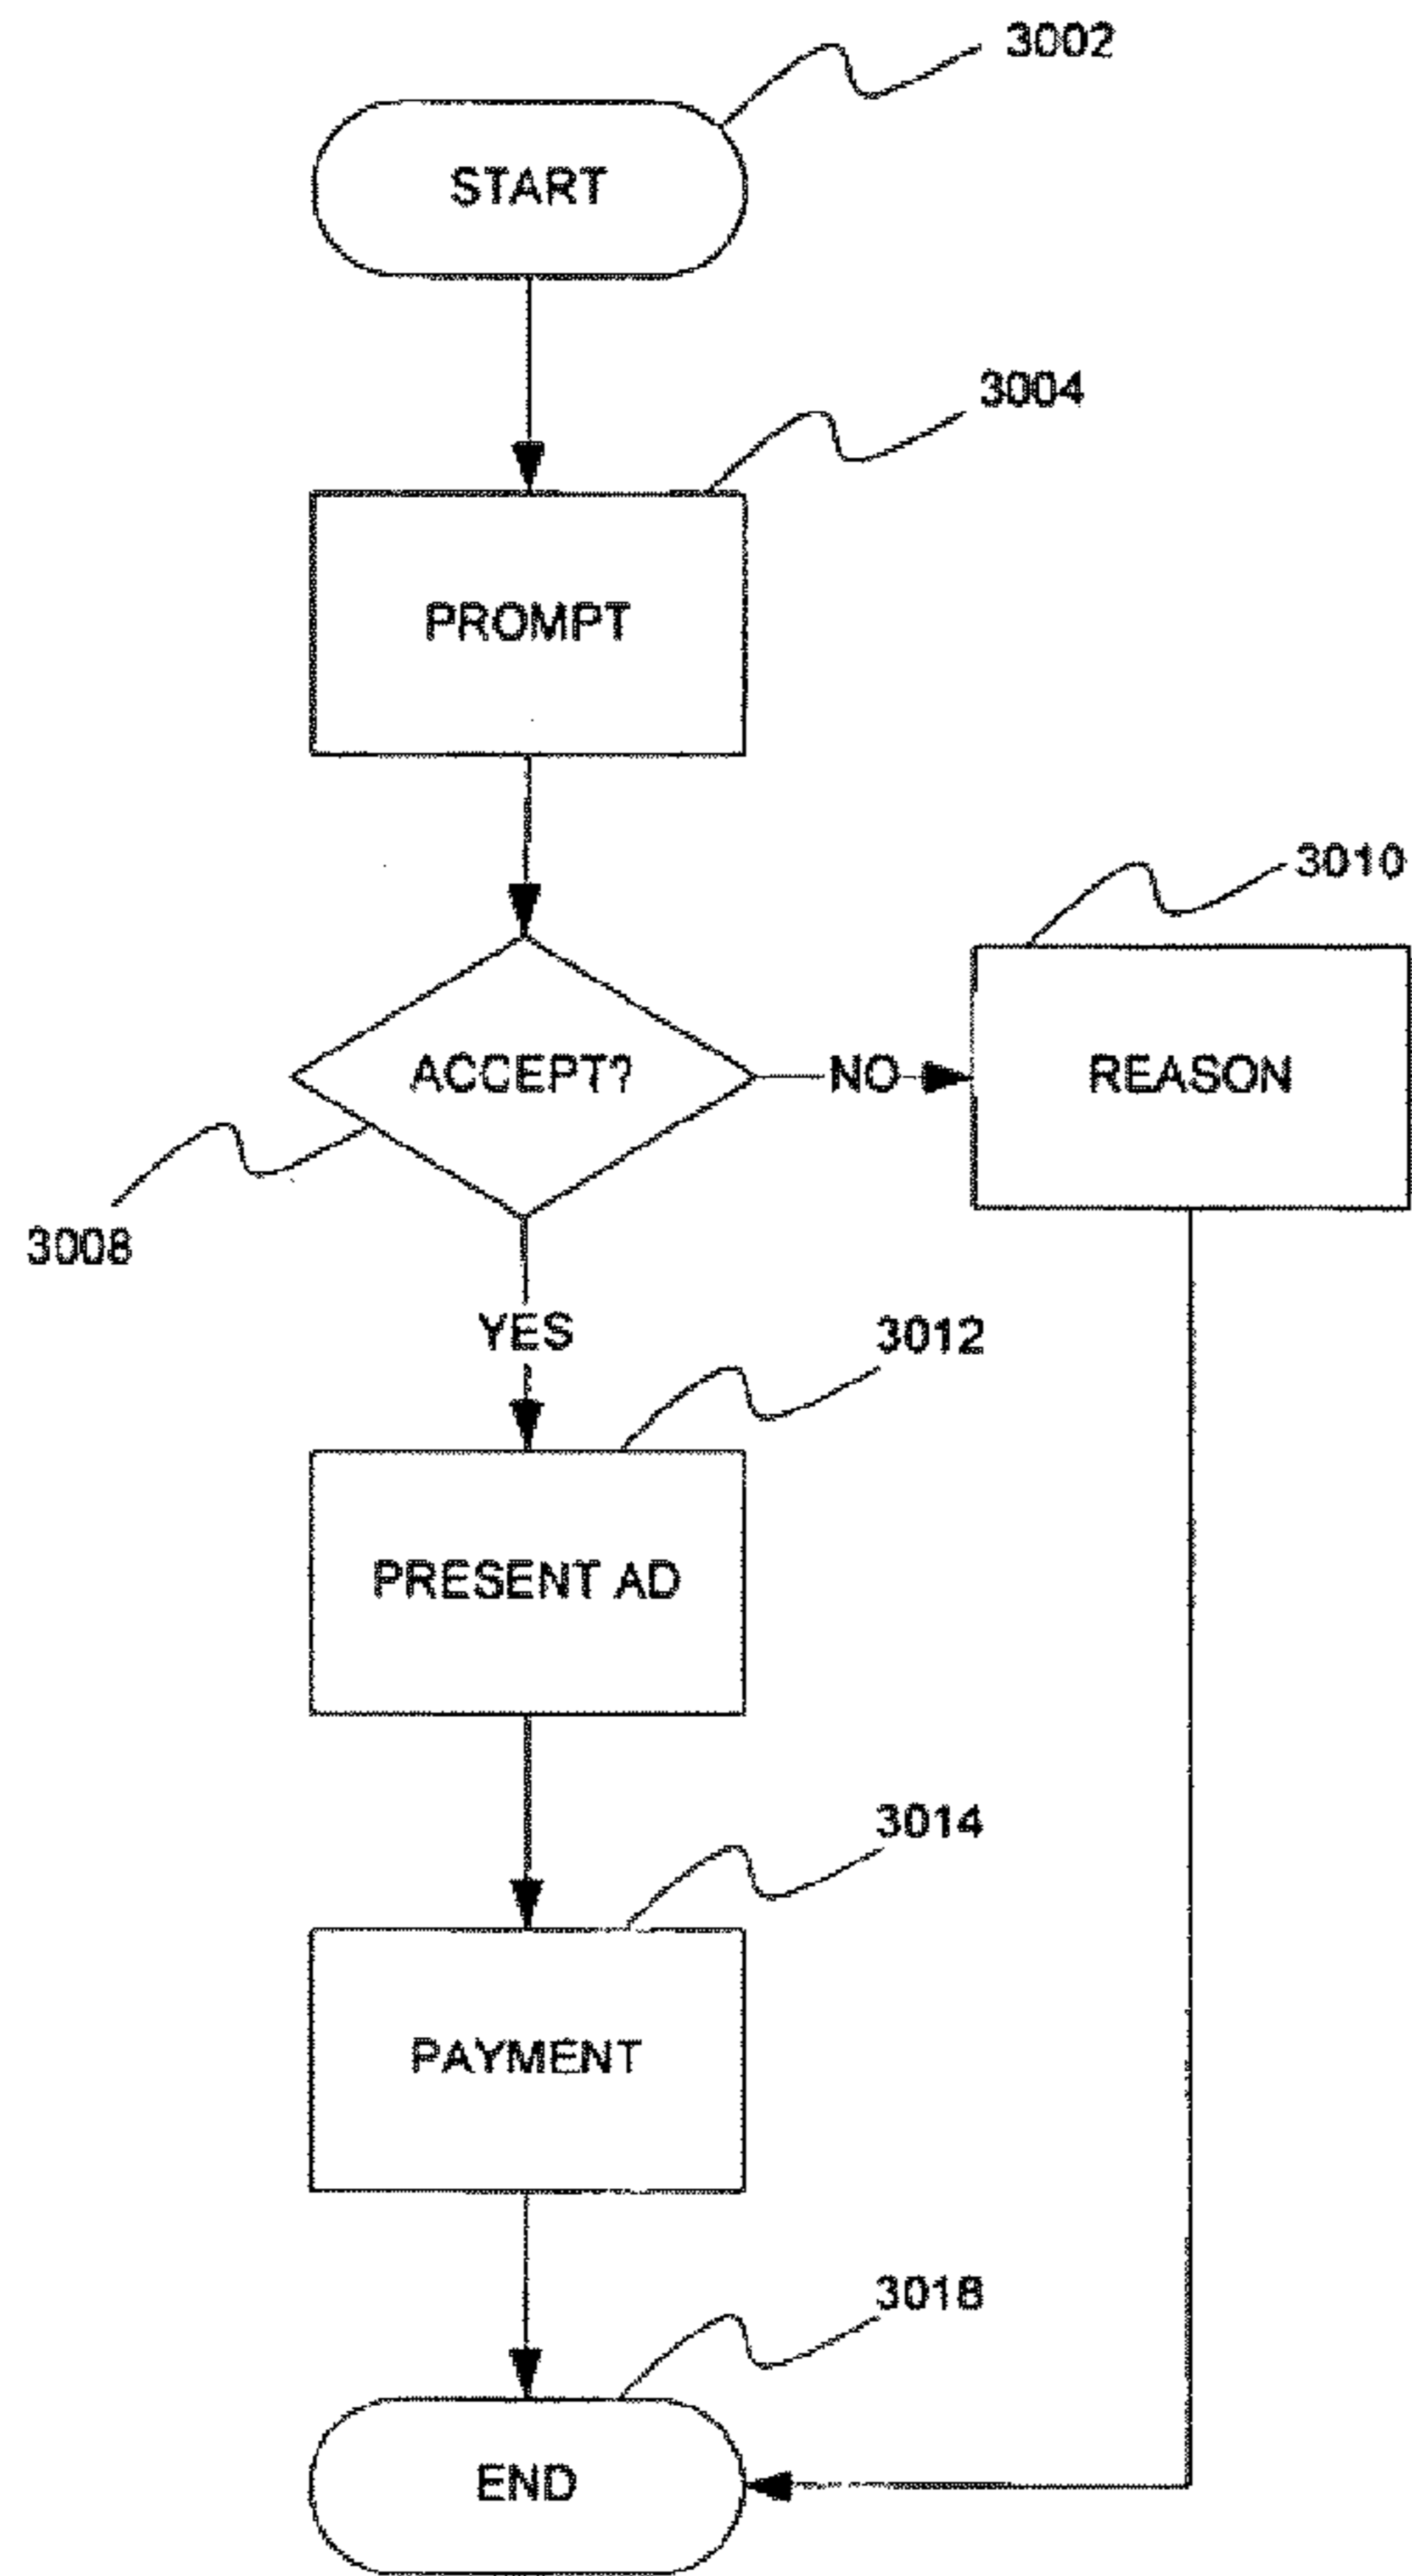 3002
START
3004
PROMPT
3010
ACCEPT?
NO
REASON
3008
YES
3012
PRESENT AD
3014
PAYMENT
3018
END